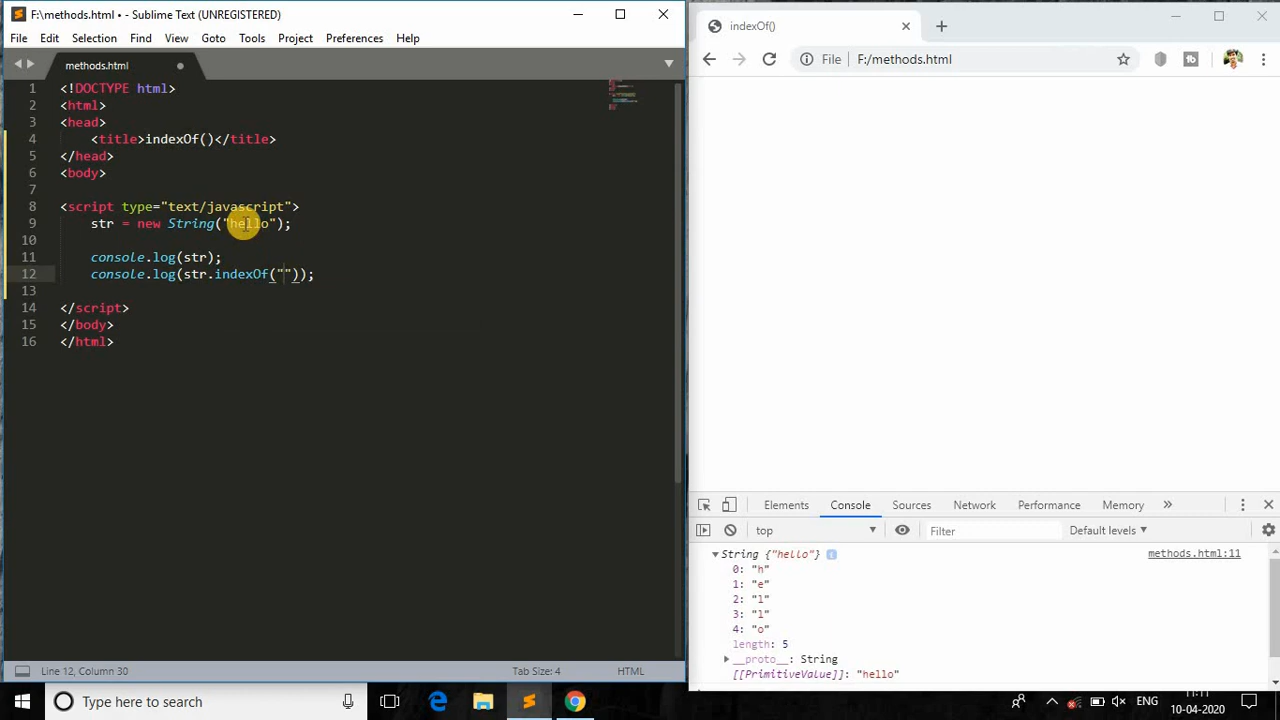 F:\methods.html • - Sublime Text (UNREGISTERED)
File Edit Selection Find View Goto Tools Project Preferences Help
methods.html
1 <!DOCTYPE html>
2 <html>
3 <head>
4 <title>indexOf()</title>
5 </head>
6 <body>
7
8 <script type="text/javascript">
9 str = new String("hello");
10
11 console.log(str);
12 console.log(str.indexOf(""));
13
14 </script>
15 </body>
16 </html>
Line 12, Column 30 Tab Size: 4 HTML
indexOf()
File F:/methods.html
Elements Console Sources Network Performance Memory »
top Filter Default levels
String {"hello"} i methods.html:11
0: "h"
1: "e"
2: "l"
3: "l"
4: "o"
length: 5
__proto__: String
[[PrimitiveValue]]: "hello"
Type here to search
ENG 11:11
10-04-2020